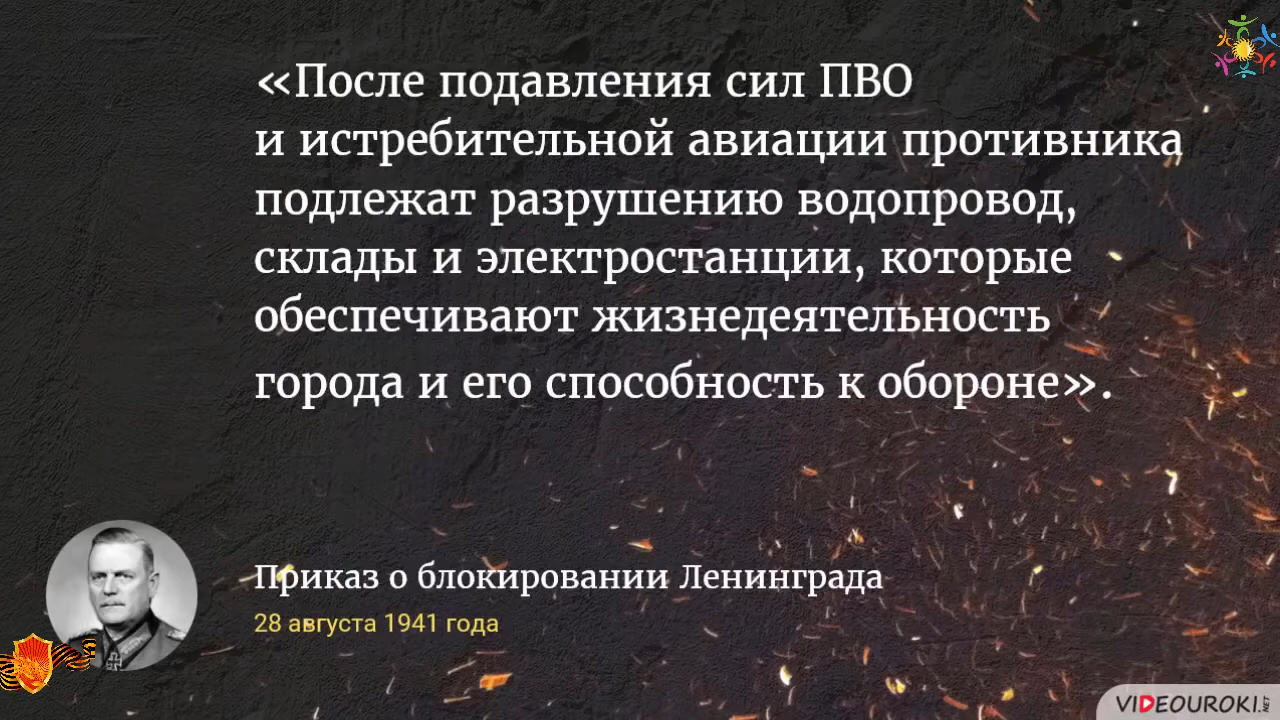 «После подавления сил ПВО
и истребительной авиации противника
подлежат разрушению водопровод,
склады и электростанции, которые
обеспечивают жизнедеятельность
города и его способность к обороне».
Приказ о блокировании Ленинграда
28 августа 1941 года
VIDEOUROKI.NET